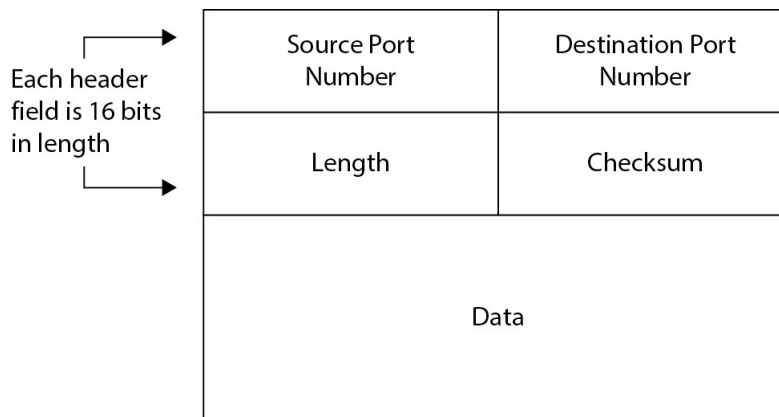 Each header
field is 16 bits
in length
Source Port
Number
Destination Port
Number
Length
Checksum
Data